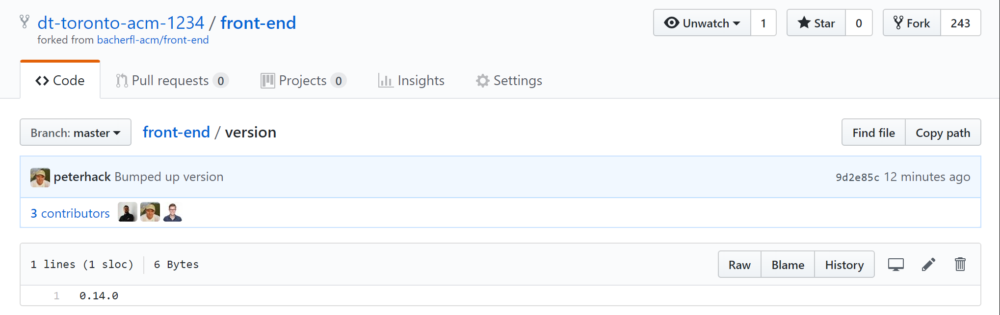 dt-toronto-acm-1234 / front-end
forked from bacherfl-acm/front-end
Unwatch 1
Star 0
Fork 243
Code
Pull requests 0
Projects 0
Insights
Settings
Branch: master
front-end / version
Find file
Copy path
peterhack Bumped up version
9d2e85c 12 minutes ago
3 contributors
1 lines (1 sloc)
6 Bytes
Raw
Blame
History
1 0.14.0